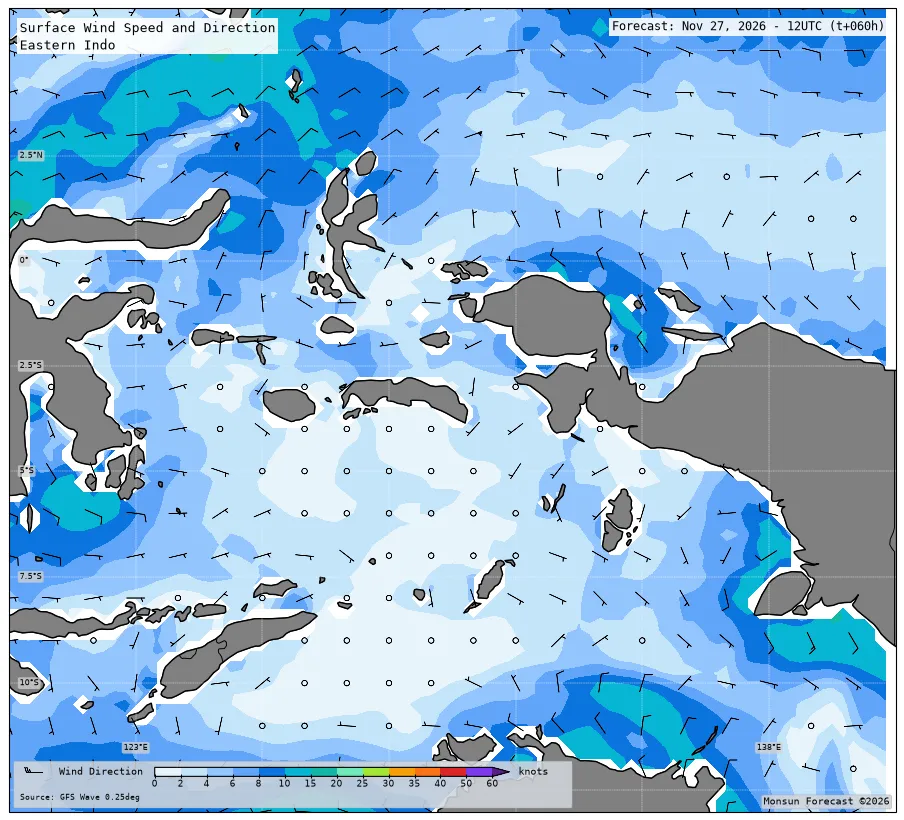 Surface Wind Speed and Direction
Eastern Indo
Forecast: Nov 27, 2026 - 12UTC (t+060h)
2.5°N
0°
2.5°S
5°S
7.5°S
10°S
123°E
138°E
Wind Direction
0 2 4 6 8 10 15 20 25 30 35 40 50 60 knots
Source: GFS Wave 0.25deg
Monsun Forecast ©2026